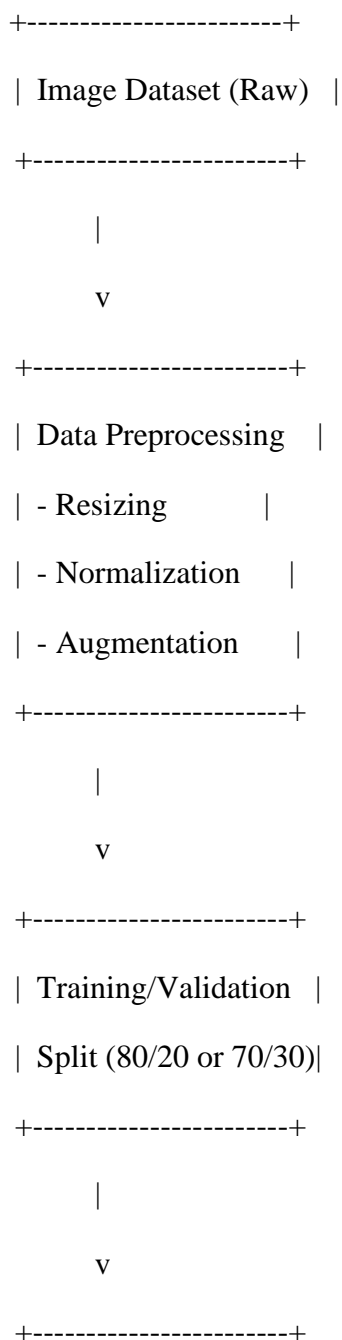 +------------------------+
| Image Dataset (Raw) |
+------------------------+
|
v
+------------------------+
| Data Preprocessing |
| - Resizing |
| - Normalization |
| - Augmentation |
+------------------------+
|
v
+------------------------+
| Training/Validation |
| Split (80/20 or 70/30)|
+------------------------+
|
v
+------------------------+